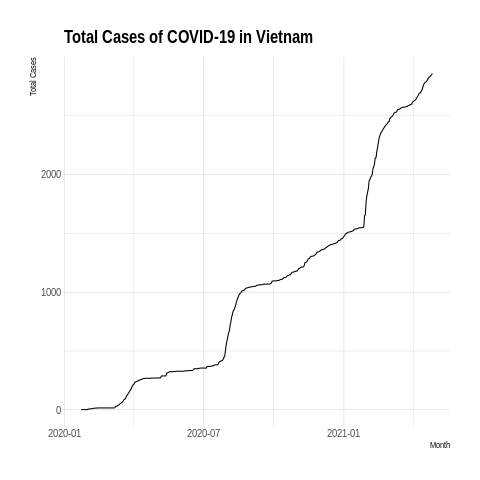 Total Cases of COVID-19 in Vietnam
Total Cases
2000
1000
0
2020-01
2020-07
2021-01
Month